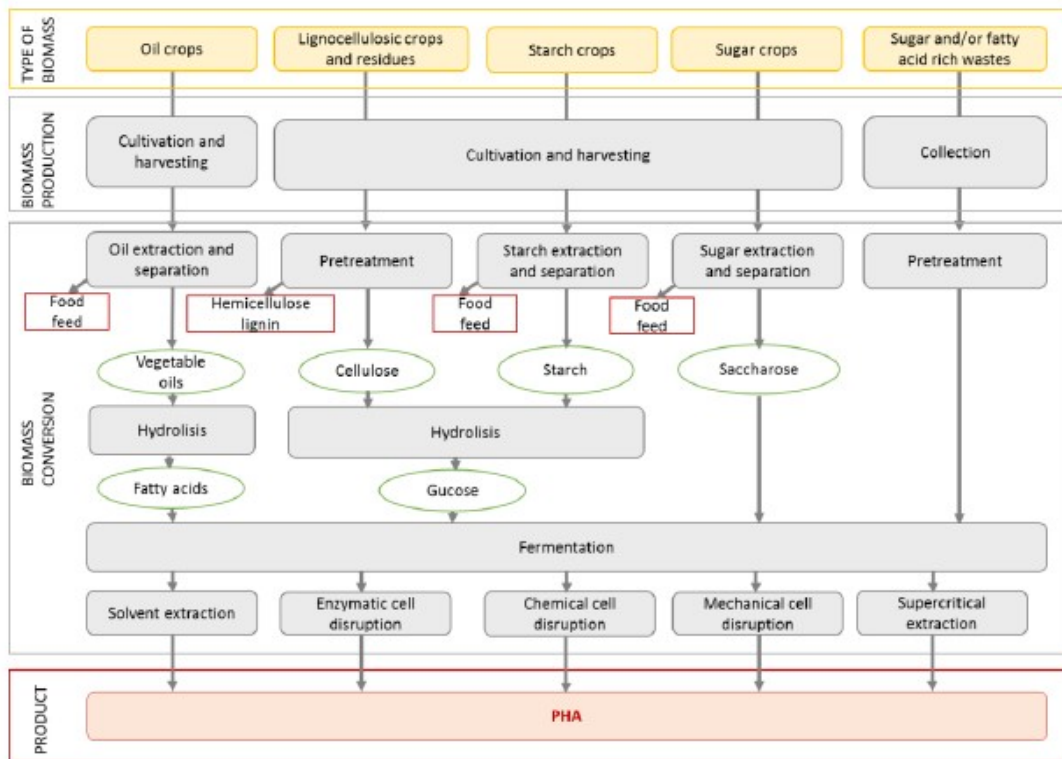 TYPE OF
BIOMASS
Oil crops
Lignocellulosic crops
and residues
Starch crops
Sugar crops
Sugar and/or fatty
acid rich wastes
BIOMASS
PRODUCTION
Cultivation and
harvesting
Cultivation and harvesting
Collection
BIOMASS
CONVERSION
Oil extraction and
separation
Pretreatment
Starch extraction
and separation
Sugar extraction
and separation
Pretreatment
Food
feed
Hemicellulose
lignin
Food
feed
Food
feed
Vegetable
oils
Cellulose
Starch
Saccharose
Hydrolisis
Hydrolisis
Fatty acids
Gucose
Fermentation
Solvent extraction
Enzymatic cell
disruption
Chemical cell
disruption
Mechanical cell
disruption
Supercritical
extraction
PRODUCT
PHA